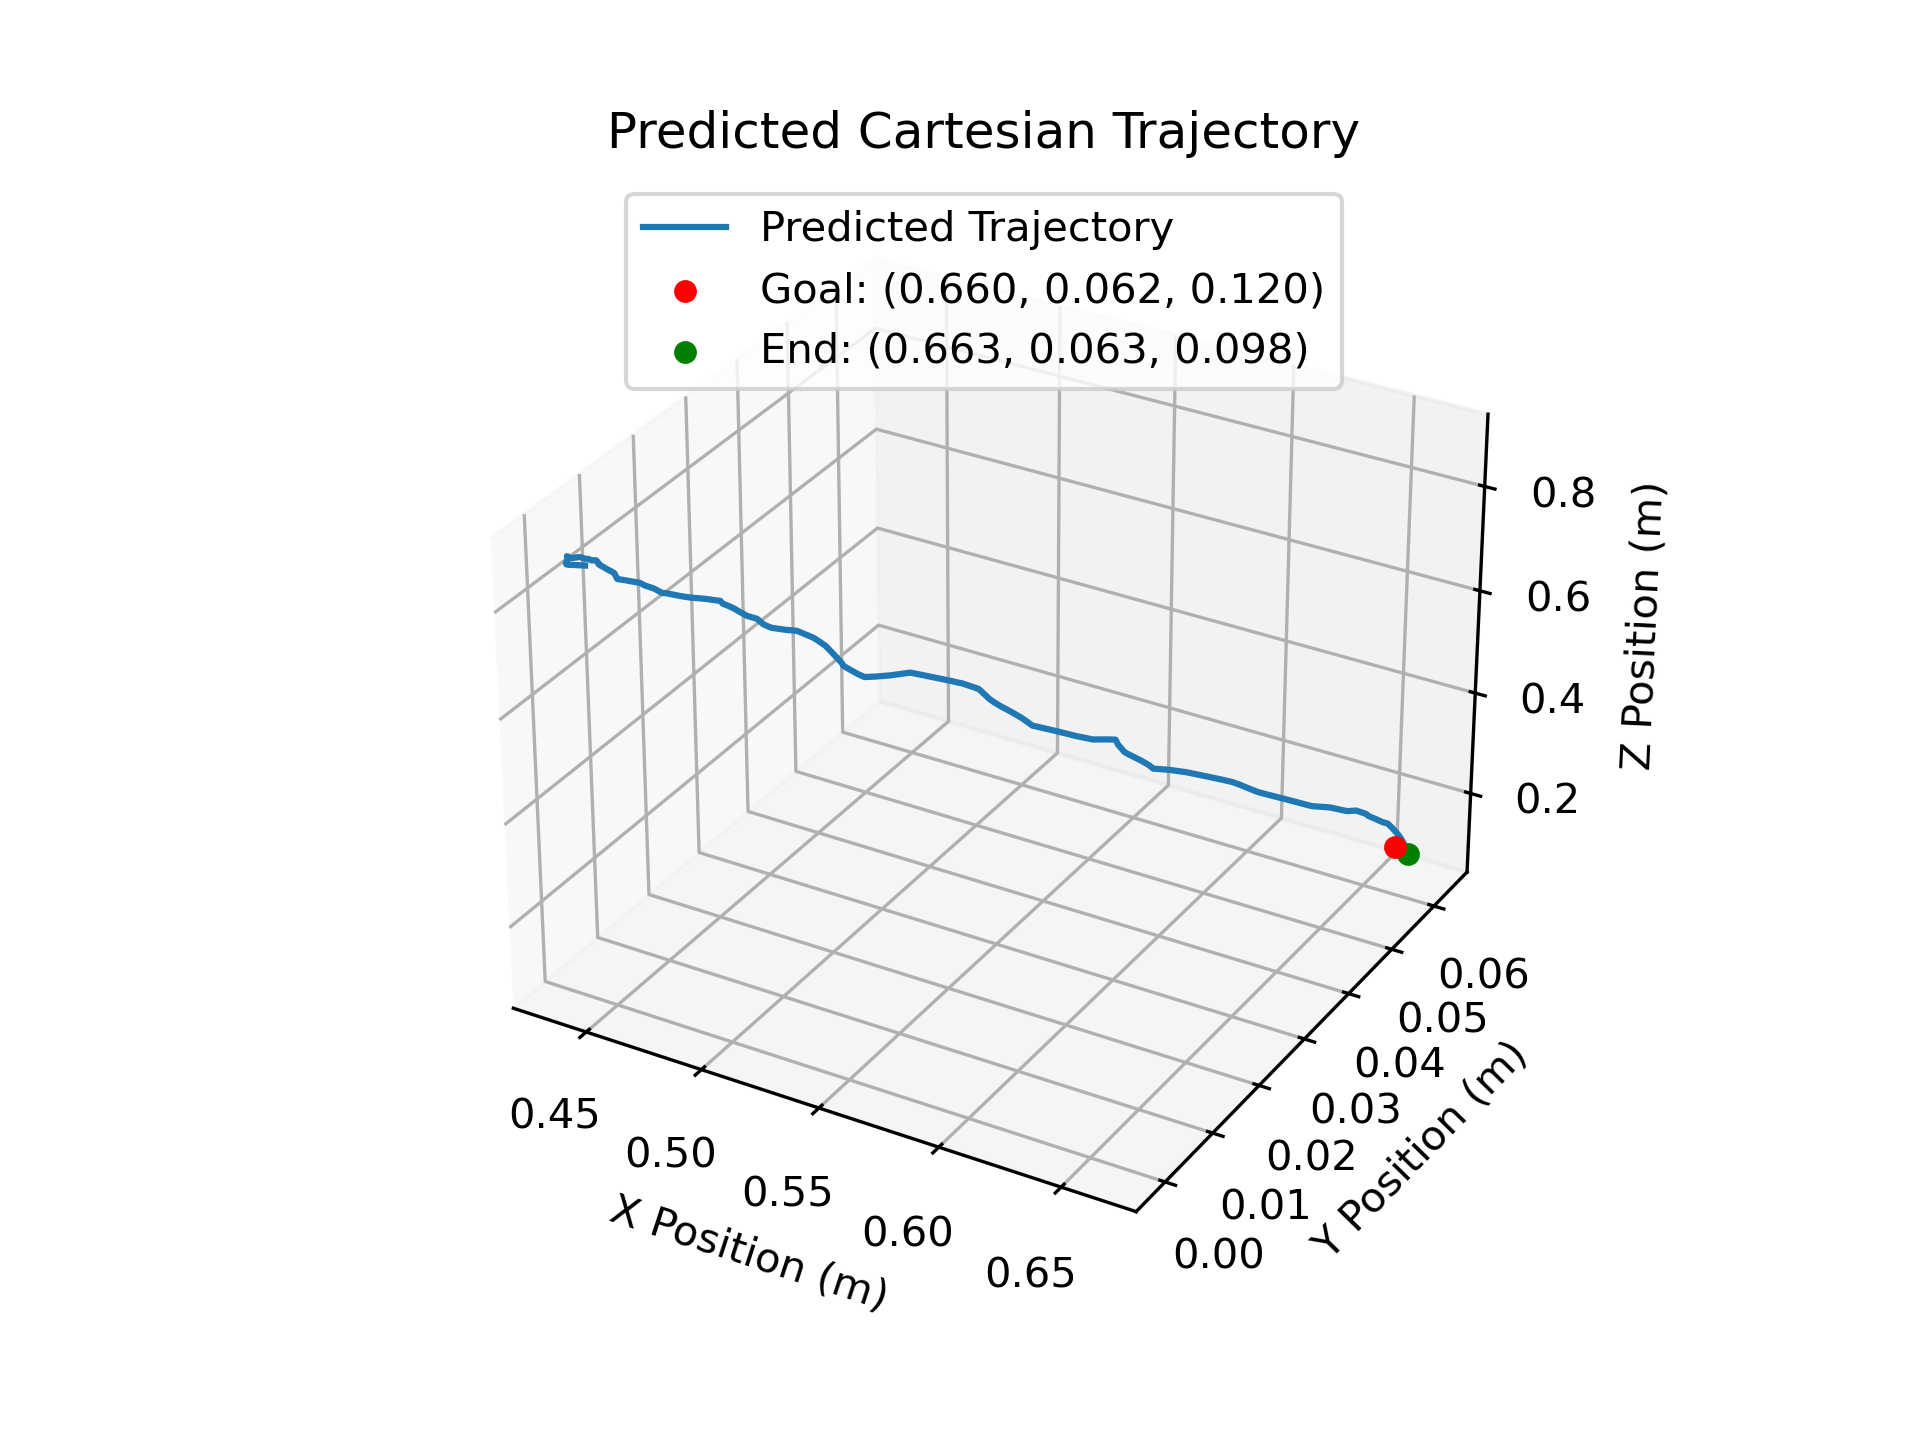 Predicted Cartesian Trajectory
Predicted Trajectory
Goal: (0.660, 0.062, 0.120)
End: (0.663, 0.063, 0.098)
0.8
0.6
0.4
0.2
Z Position (m)
0.06
0.05
0.04
0.03
0.02
0.01
0.00
Y Position (m)
0.45
0.50
0.55
0.60
0.65
X Position (m)